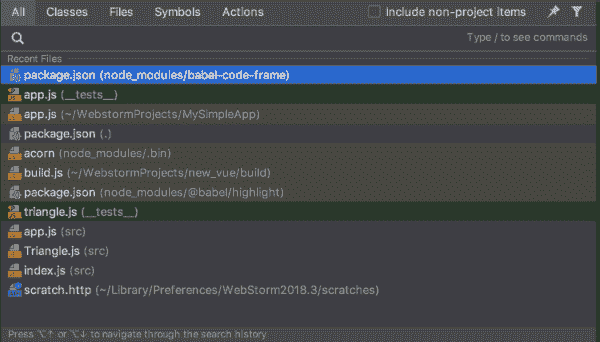 All Classes Files Symbols Actions Include non-project items
Type / to see commands
Recent Files
package.json (node_modules/babel-code-frame)
app.js (__tests__)
app.js (~/WebstormProjects/MySimpleApp)
package.json (.)
acorn (node_modules/.bin)
build.js (~/WebstormProjects/new_vue/build)
package.json (node_modules/@babel/highlight)
triangle.js (__tests__)
app.js (src)
Triangle.js (src)
index.js (src)
scratch.http (~/Library/Preferences/WebStorm2018.3/scratches)
Press ⌥↑ or ⌥↓ to navigate through the search history